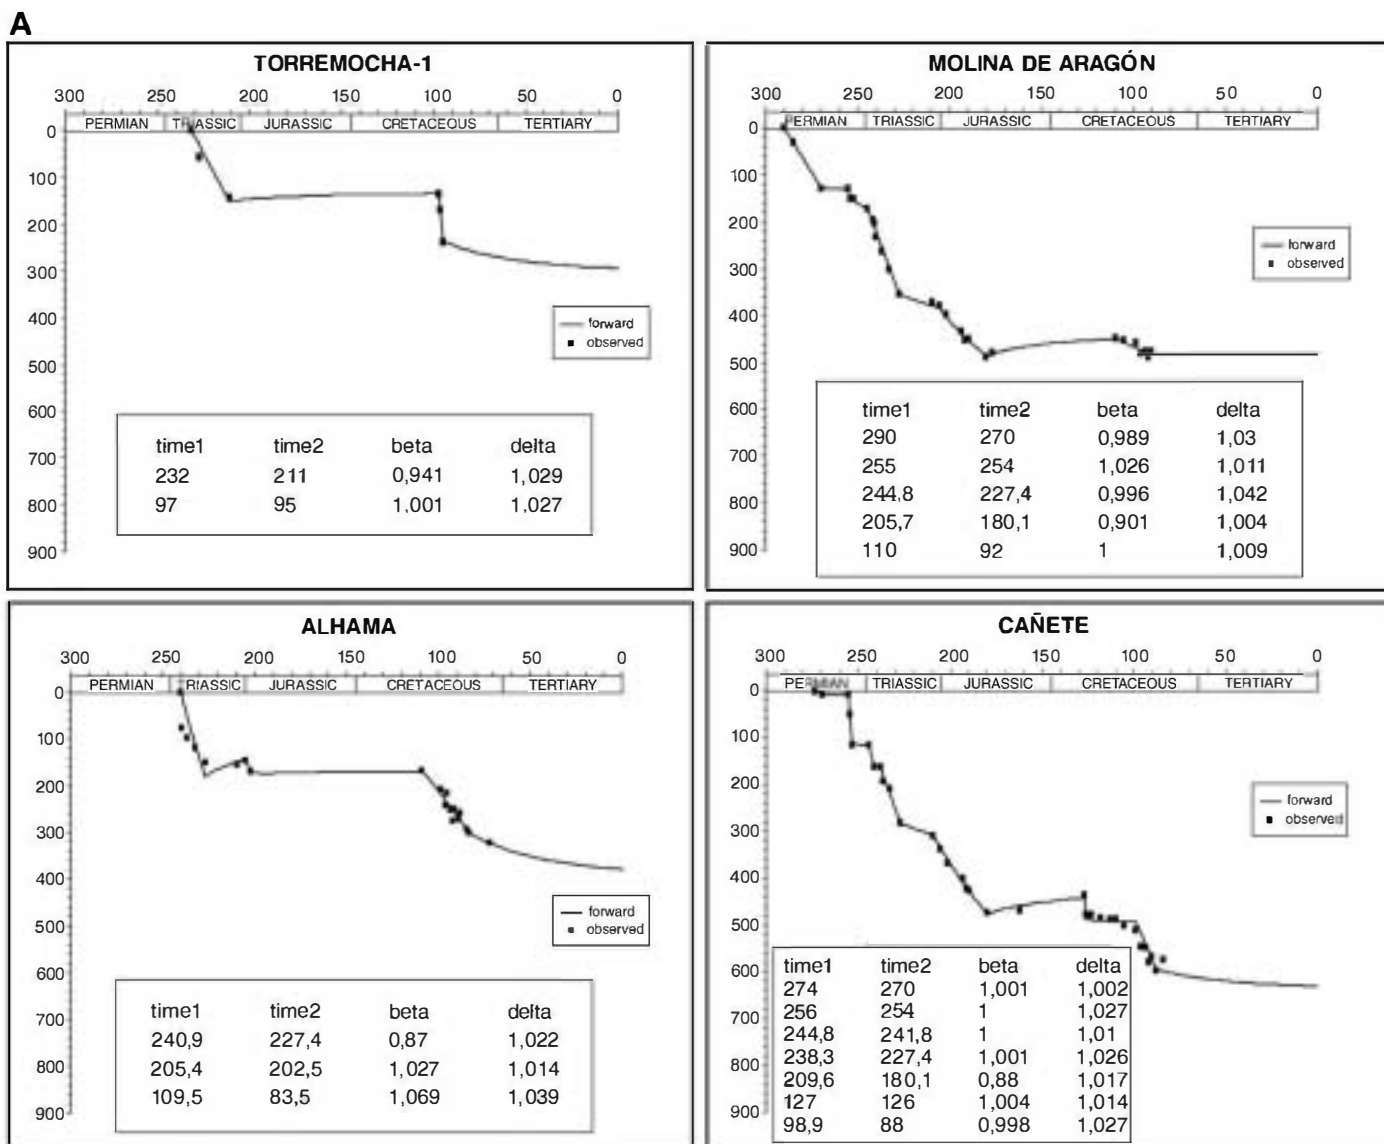 A
TORREMOCHA-1
300 250 200 150 100 50 0
PERMIAN TRIASSIC JURASSIC CRETACEOUS TERTIARY
0
100
200
300
400
500
600
700
800
900
forward
observed
time1 time2 beta delta
232 211 0,941 1,029
97 95 1,001 1,027
MOLINA DE ARAGÓN
300 250 200 150 100 50 0
PERMIAN TRIASSIC JURASSIC CRETACEOUS TERTIARY
0
100
200
300
400
500
600
700
800
900
forward
observed
time1 time2 beta delta
290 270 0,989 1,03
255 254 1,026 1,011
244,8 227,4 0,996 1,042
205,7 180,1 0,901 1,004
110 92 1 1,009
ALHAMA
300 250 200 150 100 50 0
PERMIAN RIASSIC JURASSIC CRETACEOUS TERTIARY
0
100
200
300
400
500
600
700
800
900
forward
observed
time1 time2 beta delta
240,9 227,4 0,87 1,022
205,4 202,5 1,027 1,014
109,5 83,5 1,069 1,039
CAÑETE
300 250 200 150 100 50 0
PERMIAN TRIASSIC JURASSIC CRETACEOUS TERTIARY
0
100
200
300
400
500
600
700
800
900
forward
observed
time1 time2 beta delta
274 270 1,001 1,002
256 254 1 1,027
244,8 241,8 1 1,01
238,3 227,4 1,001 1,026
209,6 180,1 0,88 1,017
127 126 1,004 1,014
98,9 88 0,998 1,027